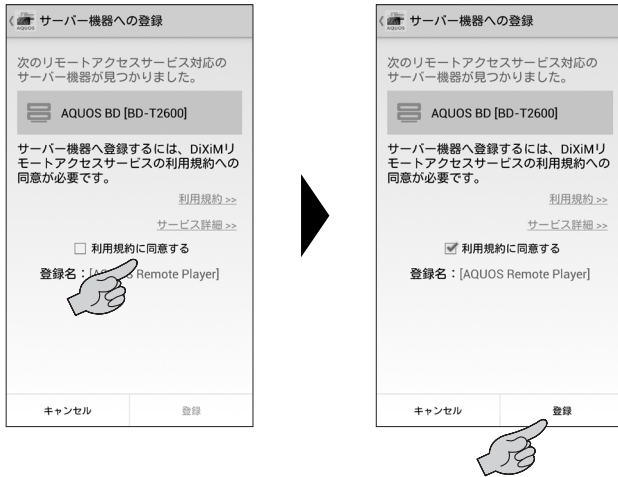 サーバー機器への登録
次のリモートアクセスサービス対応の
サーバー機器が見つかりました。
AQUOS BD [BD-T2600]
サーバー機器へ登録するには、DiXiMリ
モートアクセスサービスの利用規約への
同意が必要です。
利用規約 >>
サービス詳細 >>
利用規約に同意する
登録名：[A S Remote Player]
キャンセル 登録
サーバー機器への登録
次のリモートアクセスサービス対応の
サーバー機器が見つかりました。
AQUOS BD [BD-T2600]
サーバー機器へ登録するには、DiXiMリ
モートアクセスサービスの利用規約への
同意が必要です。
利用規約 >>
サービス詳細 >>
利用規約に同意する
登録名：[AQUOS Remote Player]
キャンセル 登録